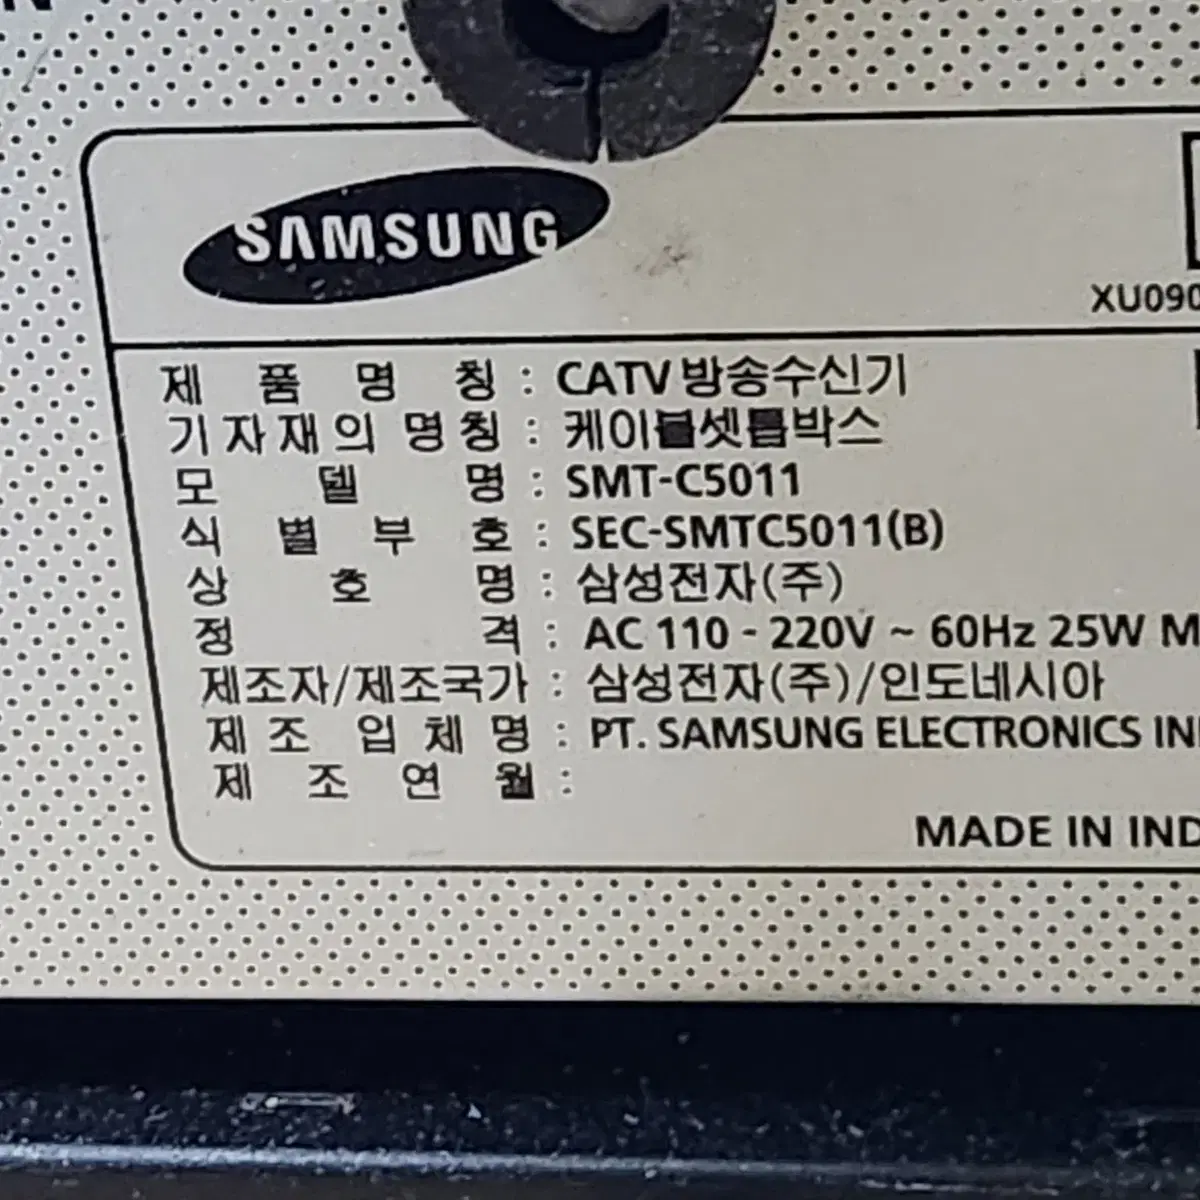 SAMSUNG
XU090
제 품 명 칭 : CATV 방송수신기
기자재의 명칭 : 케이블셋톱박스
모 델 명 : SMT-C5011
식 별 부 호 : SEC-SMTC5011(B)
상 호 명 : 삼성전자(주)
정 격 : AC 110 - 220V ~ 60Hz 25W M
제조자/제조국가 : 삼성전자(주)/인도네시아
제 조 업 체 명 : PT. SAMSUNG ELECTRONICS IN
제 조 연 월 :
MADE IN IND